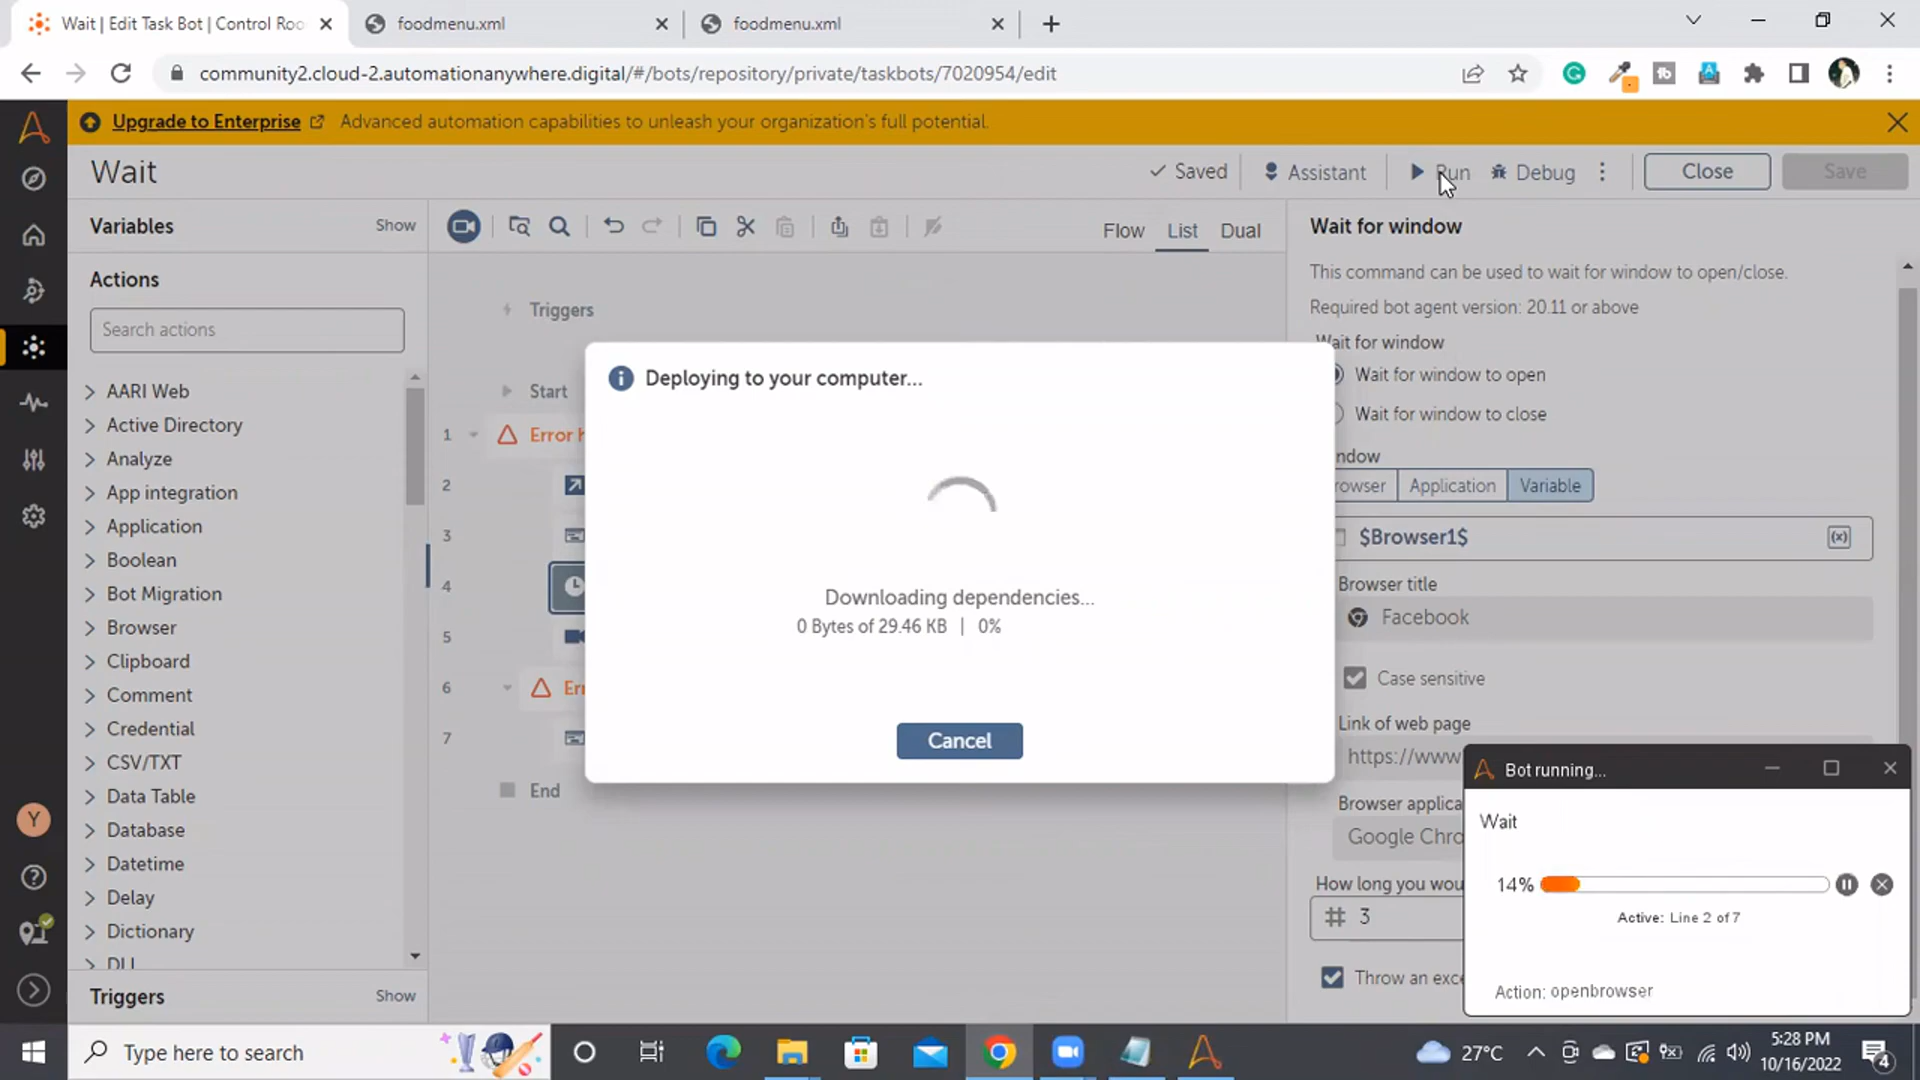 Wait | Edit Task Bot | Control Roo
foodmenu.xml
foodmenu.xml
community2.cloud-2.automationanywhere.digital/#/bots/repository/private/taskbots/7020954/edit
Upgrade to Enterprise Advanced automation capabilities to unleash your organization's full potential.
Wait
Saved
Assistant
Run
Debug
Close
Save
Variables
Show
Flow
List
Dual
Actions
Search actions
AARI Web
Active Directory
Analyze
App integration
Application
Boolean
Bot Migration
Browser
Clipboard
Comment
Credential
CSV/TXT
Data Table
Database
Datetime
Delay
Dictionary
DLL
Triggers
Show
Triggers
Start
1 Error h
2
3
4
5
6 Err
7
End
Deploying to your computer...
Downloading dependencies...
0 Bytes of 29.46 KB | 0%
Cancel
Wait for window
This command can be used to wait for window to open/close.
Required bot agent version: 20.11 or above
Wait for window
Wait for window to open
Wait for window to close
ndow
rowser
Application
Variable
$Browser1$
(x)
Browser title
Facebook
Case sensitive
Link of web page
https://www
Browser applica
Google Chro
How long you wou
3
Throw an exce
Bot running...
Wait
14%
Active: Line 2 of 7
Action: openbrowser
Y
Type here to search
27°C
5:28 PM
10/16/2022
4